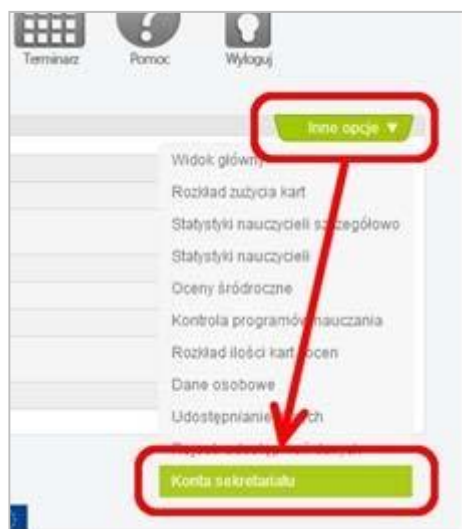 Terminarz Pomoc Wyloguj
Inne opcje ▼
Widok główny
Rozkład zużycia kart
Statystyki nauczycieli szczegółowo
Statystyki nauczycieli
Oceny śródroczne
Kontrola programów nauczania
Rozkład ilości kart ocen
Dane osobowe
Udostępnianie
Konta sekretariatu